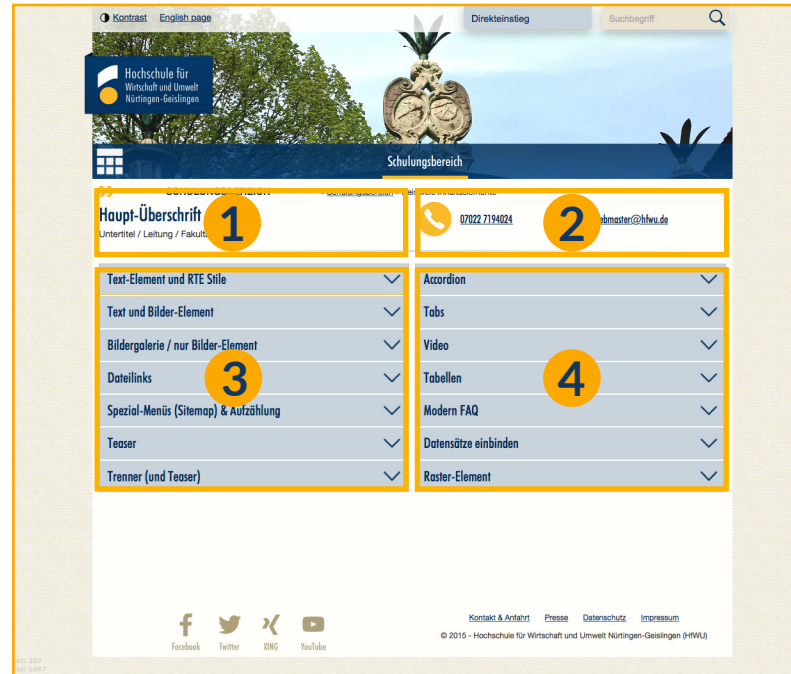 Kontrast English page Direkteinstieg Suchbegriff
Hochschule für
Wirtschaft und Umwelt
Nürtingen-Geislingen
Schulungsbereich
Haupt-Überschrift
1
07022 7194024
2
ebmaster@hfwu.de
Untertitel / Leitung / Fakul
Text-Element und RTE Stile
Text und Bilder-Element
Bildergalerie / nur Bilder-Element
Dateilinks
3
Spezial-Menüs (Sitemap) & Aufzählung
Teaser
Trenner (und Teaser)
Accordion
Tabs
Video
Tabellen
4
Modern FAQ
Datensätze einbinden
Raster-Element
Facebook Twitter XING YouTube
Kontakt & Anfahrt Presse Datenschutz Impressum
© 2015 - Hochschule für Wirtschaft und Umwelt Nürtingen-Geislingen (HfWU)